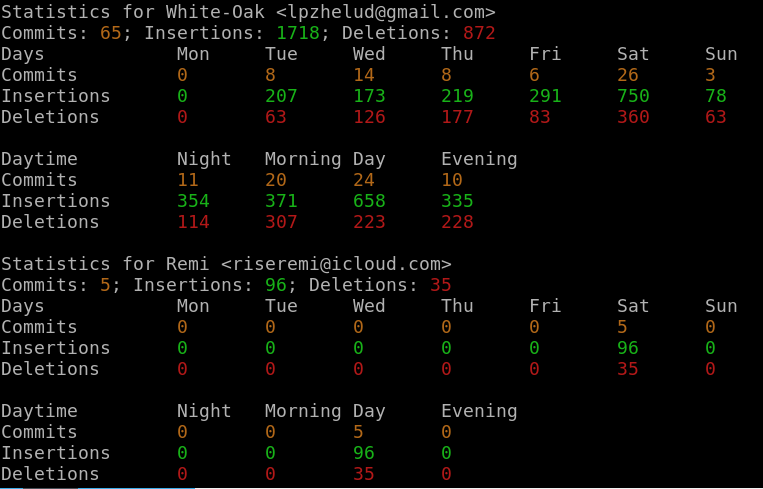 Statistics for White-Oak <lpzhelud@gmail.com>
Commits: 65; Insertions: 1718; Deletions: 872
Days Mon Tue Wed Thu Fri Sat Sun
Commits 0 8 14 8 6 26 3
Insertions 0 207 173 219 291 750 78
Deletions 0 63 126 177 83 360 63
Daytime Night Morning Day Evening
Commits 11 20 24 10
Insertions 354 371 658 335
Deletions 114 307 223 228
Statistics for Remi <riseremi@icloud.com>
Commits: 5; Insertions: 96; Deletions: 35
Days Mon Tue Wed Thu Fri Sat Sun
Commits 0 0 0 0 0 5 0
Insertions 0 0 0 0 0 96 0
Deletions 0 0 0 0 0 35 0
Daytime Night Morning Day Evening
Commits 0 0 5 0
Insertions 0 0 96 0
Deletions 0 0 35 0